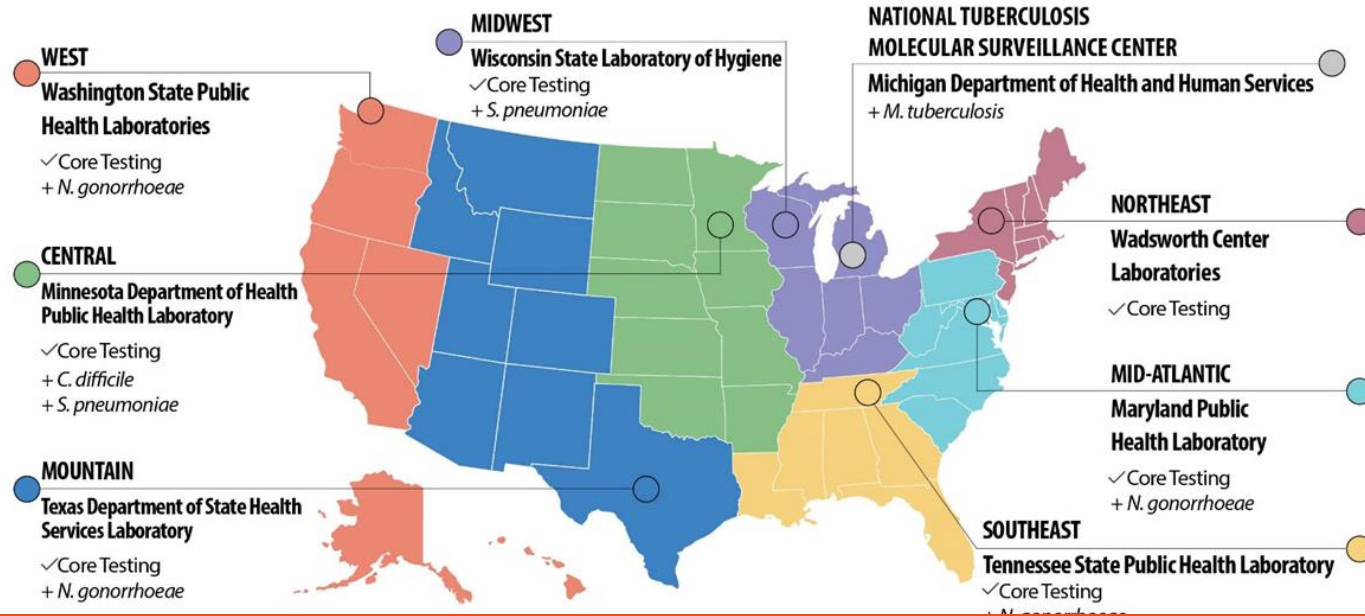 WEST
Washington State Public
Health Laboratories
✓Core Testing
+ N. gonorrhoeae
CENTRAL
Minnesota Department of Health
Public Health Laboratory
✓Core Testing
+ C. difficile
+ S. pneumoniae
MOUNTAIN
Texas Department of State Health
Services Laboratory
✓Core Testing
+ N. gonorrhoeae
MIDWEST
Wisconsin State Laboratory of Hygiene
✓Core Testing
+ S. pneumoniae
NATIONAL TUBERCULOSIS
MOLECULAR SURVEILLANCE CENTER
Michigan Department of Health and Human Services
+ M. tuberculosis
NORTHEAST
Wadsworth Center
Laboratories
✓Core Testing
MID-ATLANTIC
Maryland Public
Health Laboratory
✓Core Testing
+ N. gonorrhoeae
SOUTHEAST
Tennessee State Public Health Laboratory
✓Core Testing